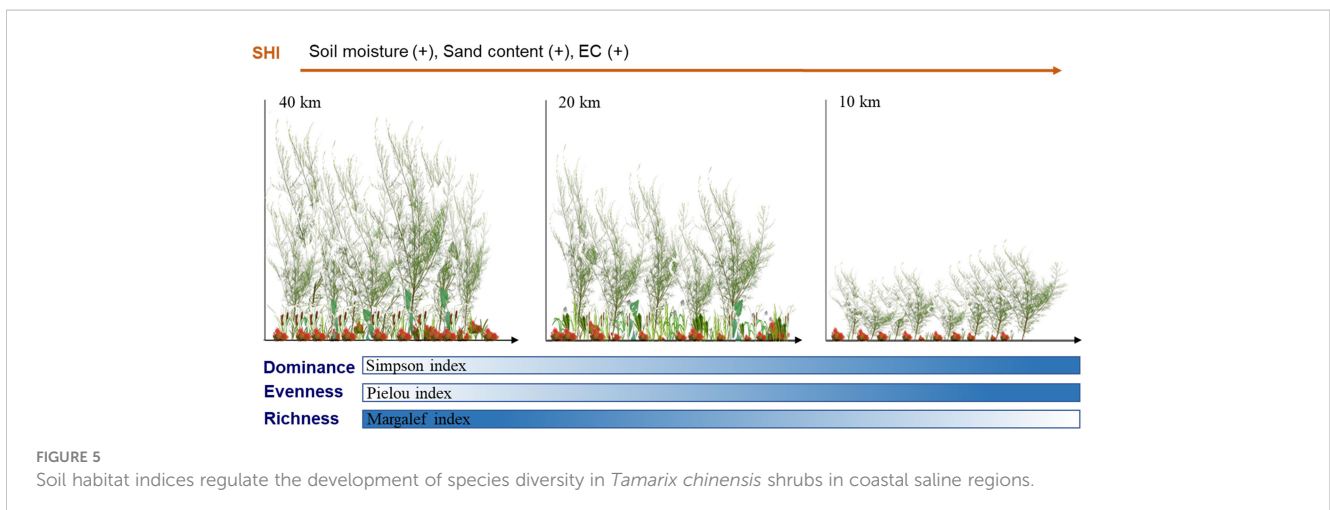 SHI Soil moisture (+), Sand content (+), EC (+)
40 km 20 km 10 km
Dominance Simpson index
Evenness Pielou index
Richness Margalef index
FIGURE 5
Soil habitat indices regulate the development of species diversity in Tamarix chinensis shrubs in coastal saline regions.